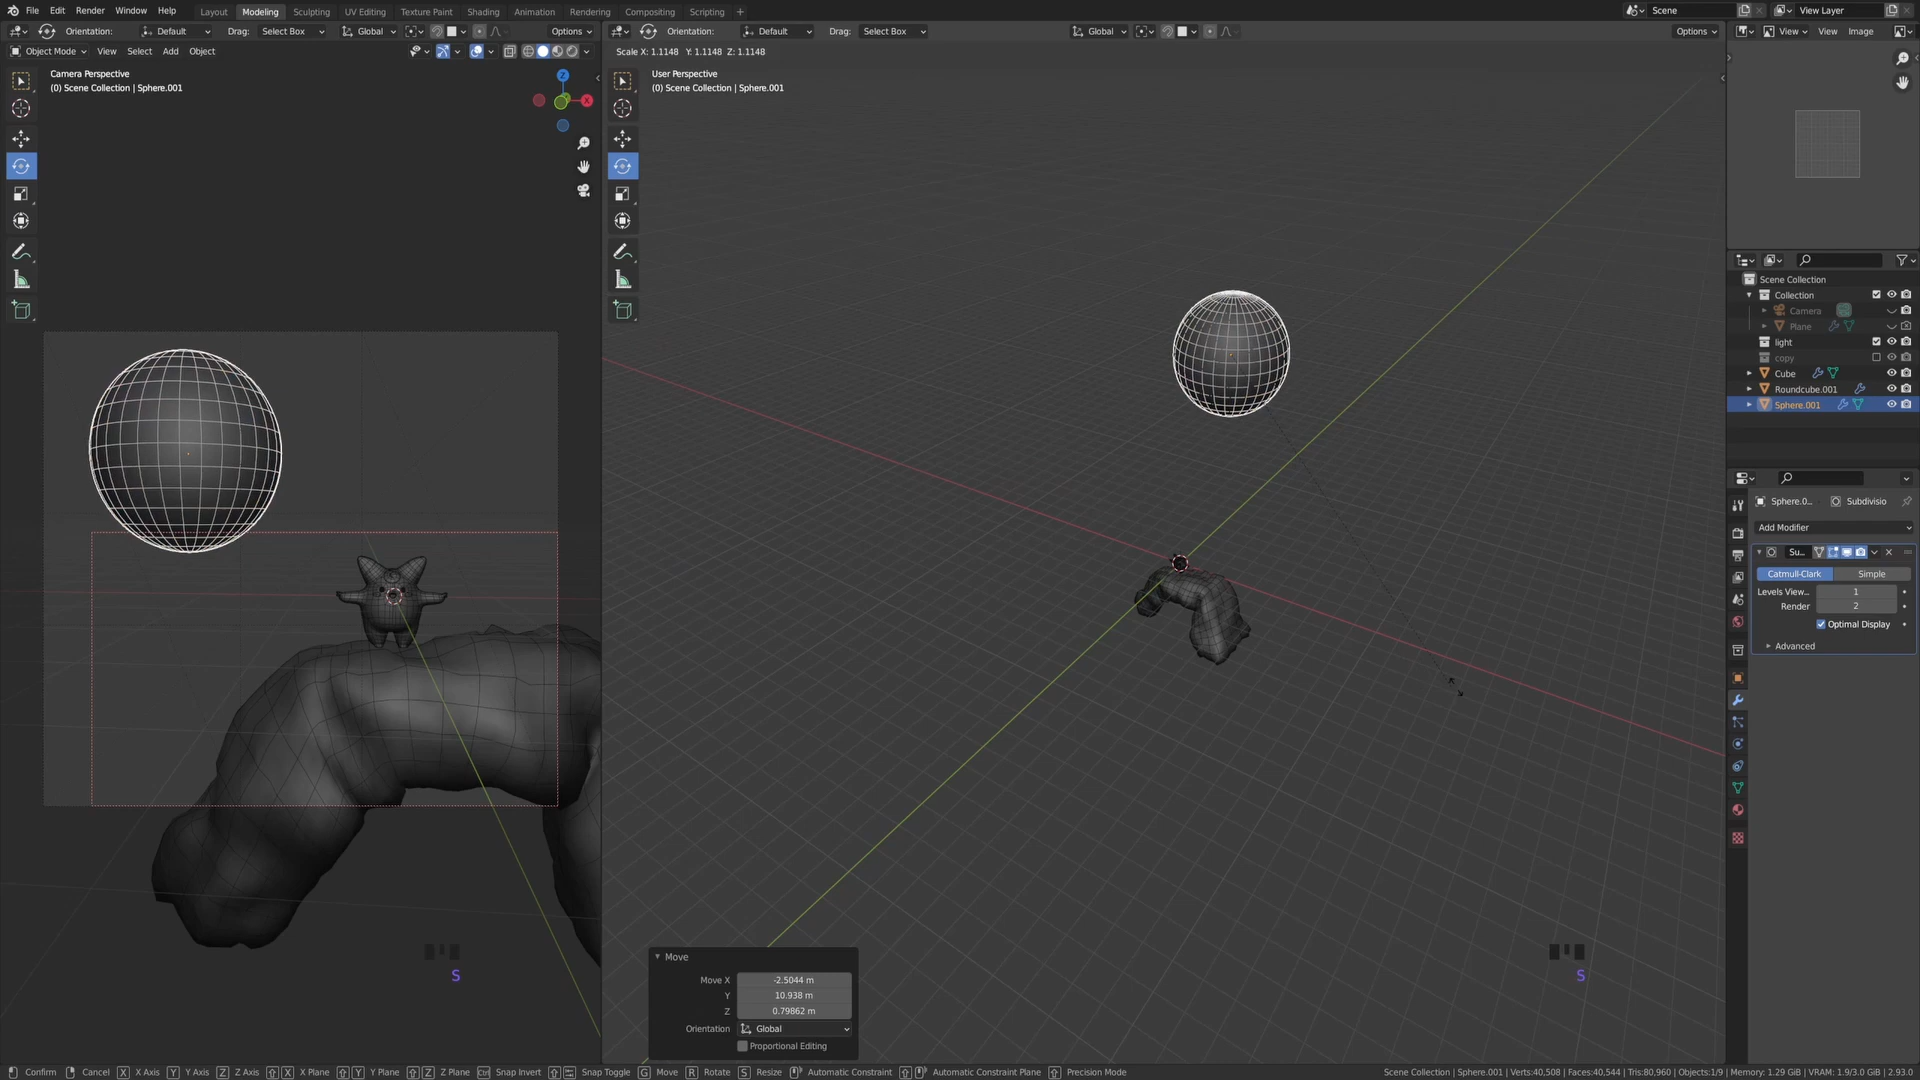 File Edit Render Window Help Layout Modeling Sculpting UV Editing Texture Paint Shading Animation Rendering Compositing Scripting + Scene View Layer
Orientation: Default Drag: Select Box Global Options Orientation: Default Drag: Select Box Global Options View View Image
Object Mode View Select Add Object Scale X: 1.1148 Y: 1.1148 Z: 1.1148
Camera Perspective
(0) Scene Collection | Sphere.001
User Perspective
(0) Scene Collection | Sphere.001
Z
X
Scene Collection
Collection
Camera
Plane
light
copy
Cube
Roundcube.001
Sphere.001
Sphere.0... Subdivisio
Add Modifier
Su...
Catmull-Clark Simple
Levels View... 1
Render 2
Optimal Display
Advanced
S
S
Move
Move X -2.5044 m
Y 10.938 m
Z 0.79862 m
Orientation Global
Proportional Editing
Confirm Cancel X X Axis Y Y Axis Z Z Axis X X Plane Y Y Plane Z Z Plane Ctrl Snap Invert Snap Toggle G Move R Rotate S Resize Automatic Constraint Automatic Constraint Plane Precision Mode Scene Collection | Sphere.001 | Verts:40,508 | Faces:40,544 | Tris:80,960 | Objects:1/9 | Memory: 1.29 GiB | VRAM: 1.9/3.0 GiB | 2.93.0